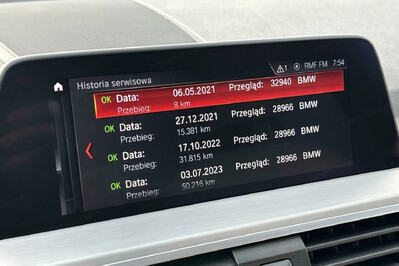 1 RMF FM 7:54
Historia serwisowa
OK Data: 06.05.2021 Przegląd: 32940 BMW
Przebieg: 8 km
OK Data: 27.12.2021 Przegląd: 28966 BMW
Przebieg: 15.381 km
OK Data: 17.10.2022 Przegląd: 28966 BMW
Przebieg: 31.815 km
OK Data: 03.07.2023 Przegląd: 28966 BMW
Przebieg: 50.216 km